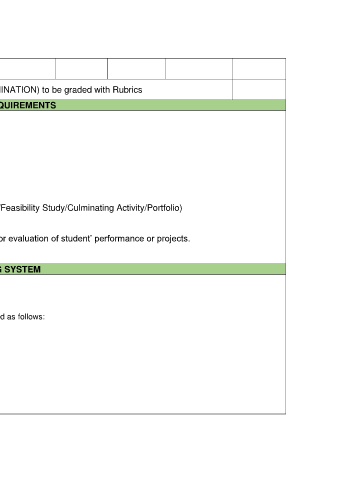 INATION) to be graded with Rubrics
QUIREMENTS
/Feasibility Study/Culminating Activity/Portfolio)
or evaluation of student' performance or projects.
SYSTEM
d as follows: